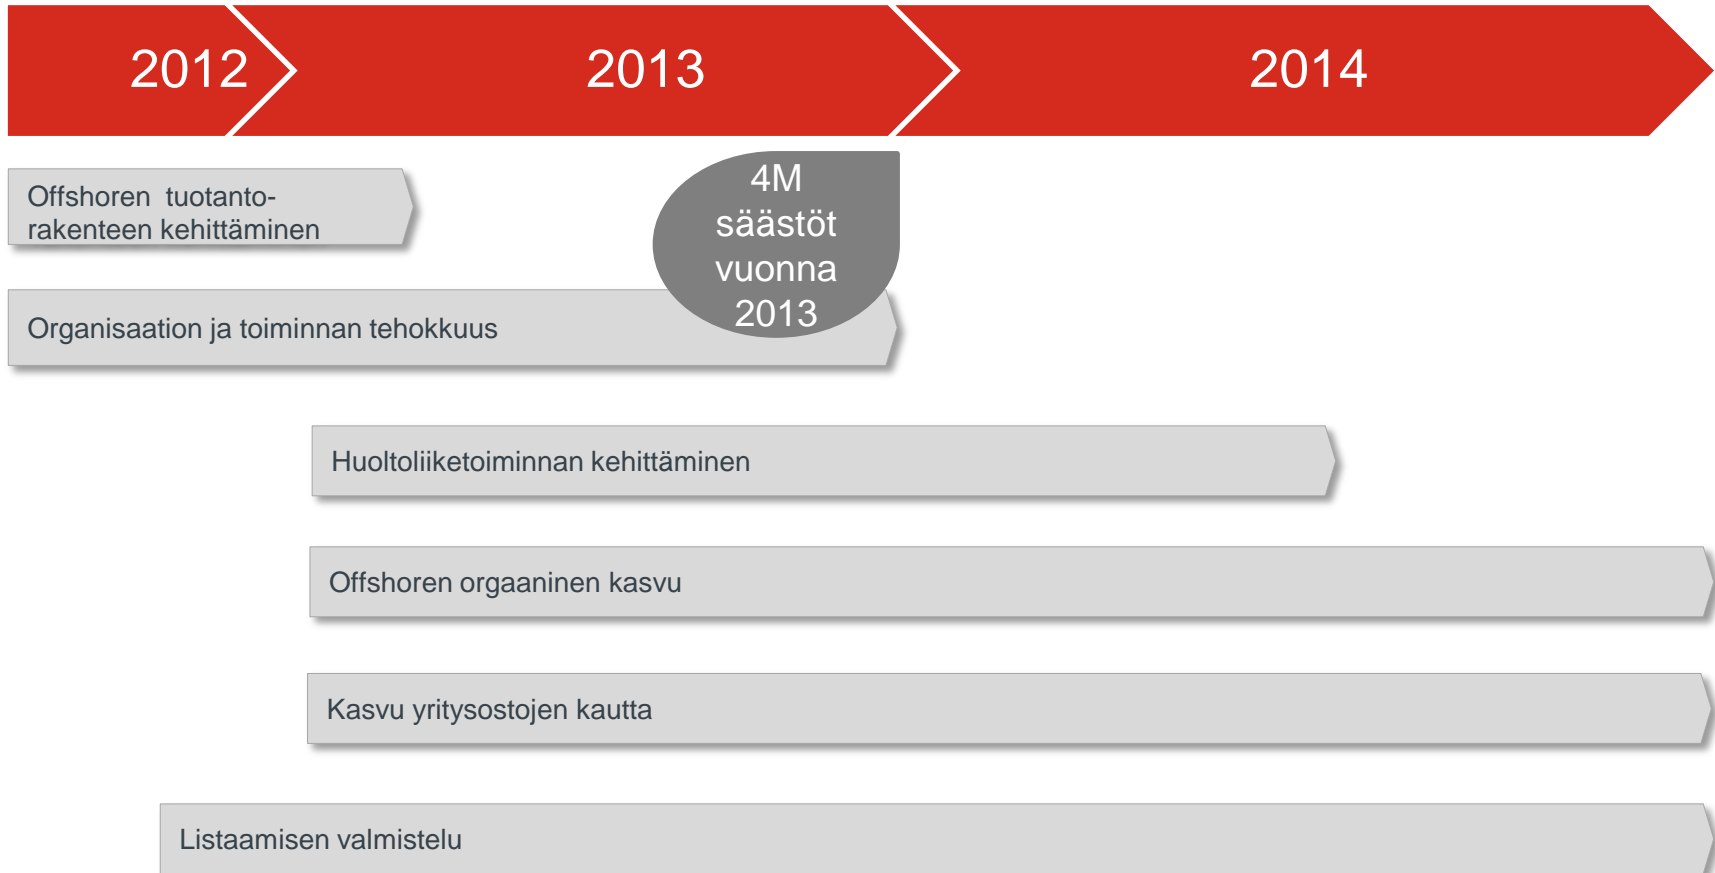 2012
2013
2014
Offshoren tuotanto-
rakenteen kehittäminen
4M
säästöt
vuonna
2013
Organisaation ja toiminnan tehokkuus
Huoltoliiketoiminnan kehittäminen
Offshoren orgaaninen kasvu
Kasvu yritysostojen kautta
Listaamisen valmistelu